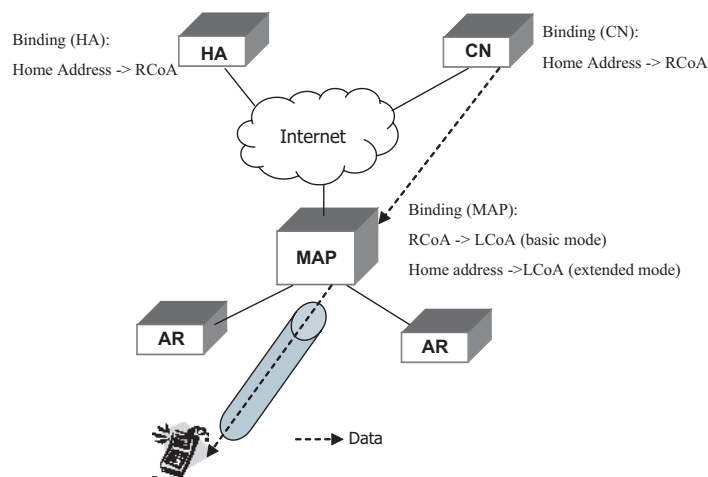 Binding (HA):
Home Address -> RCoA
HA
CN
Binding (CN):
Home Address -> RCoA
Internet
Binding (MAP):
RCoA -> LCoA (basic mode)
Home address ->LCoA (extended mode)
MAP
AR
AR
Data